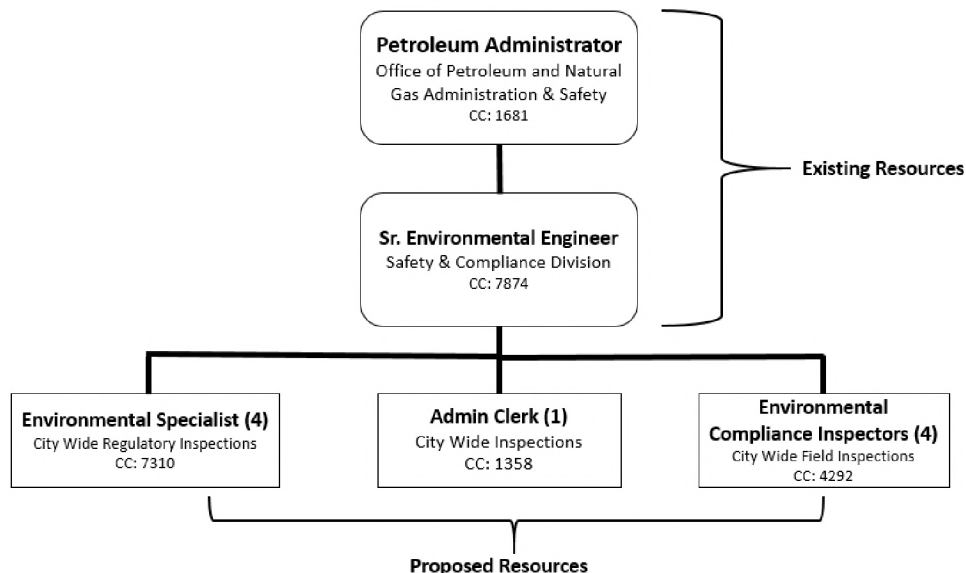 Petroleum Administrator
Office of Petroleum and Natural
Gas Administration & Safety
CC: 1681
Existing Resources
Sr. Environmental Engineer
Safety & Compliance Division
CC: 7874
Environmental Specialist (4)
City Wide Regulatory Inspections
CC: 7310
Admin Clerk (1)
City Wide Inspections
CC: 1358
Environmental
Compliance Inspectors (4)
City Wide Field Inspections
CC: 4292
Proposed Resources